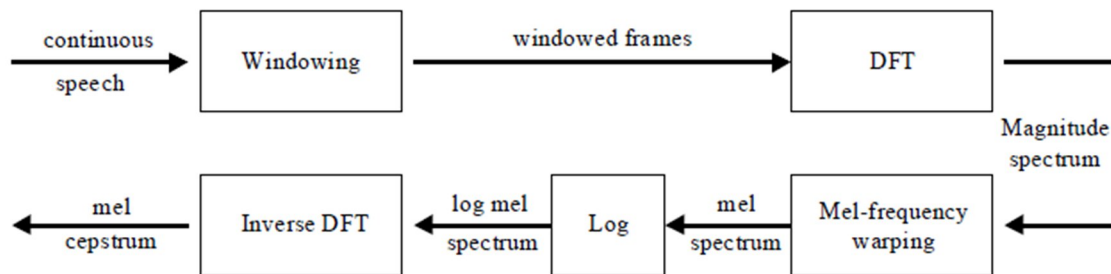 continuous
speech
Windowing
windowed frames
DFT
Magnitude
spectrum
Mel-frequency
warping
mel
spectrum
Log
log mel
spectrum
Inverse DFT
mel
cepstrum